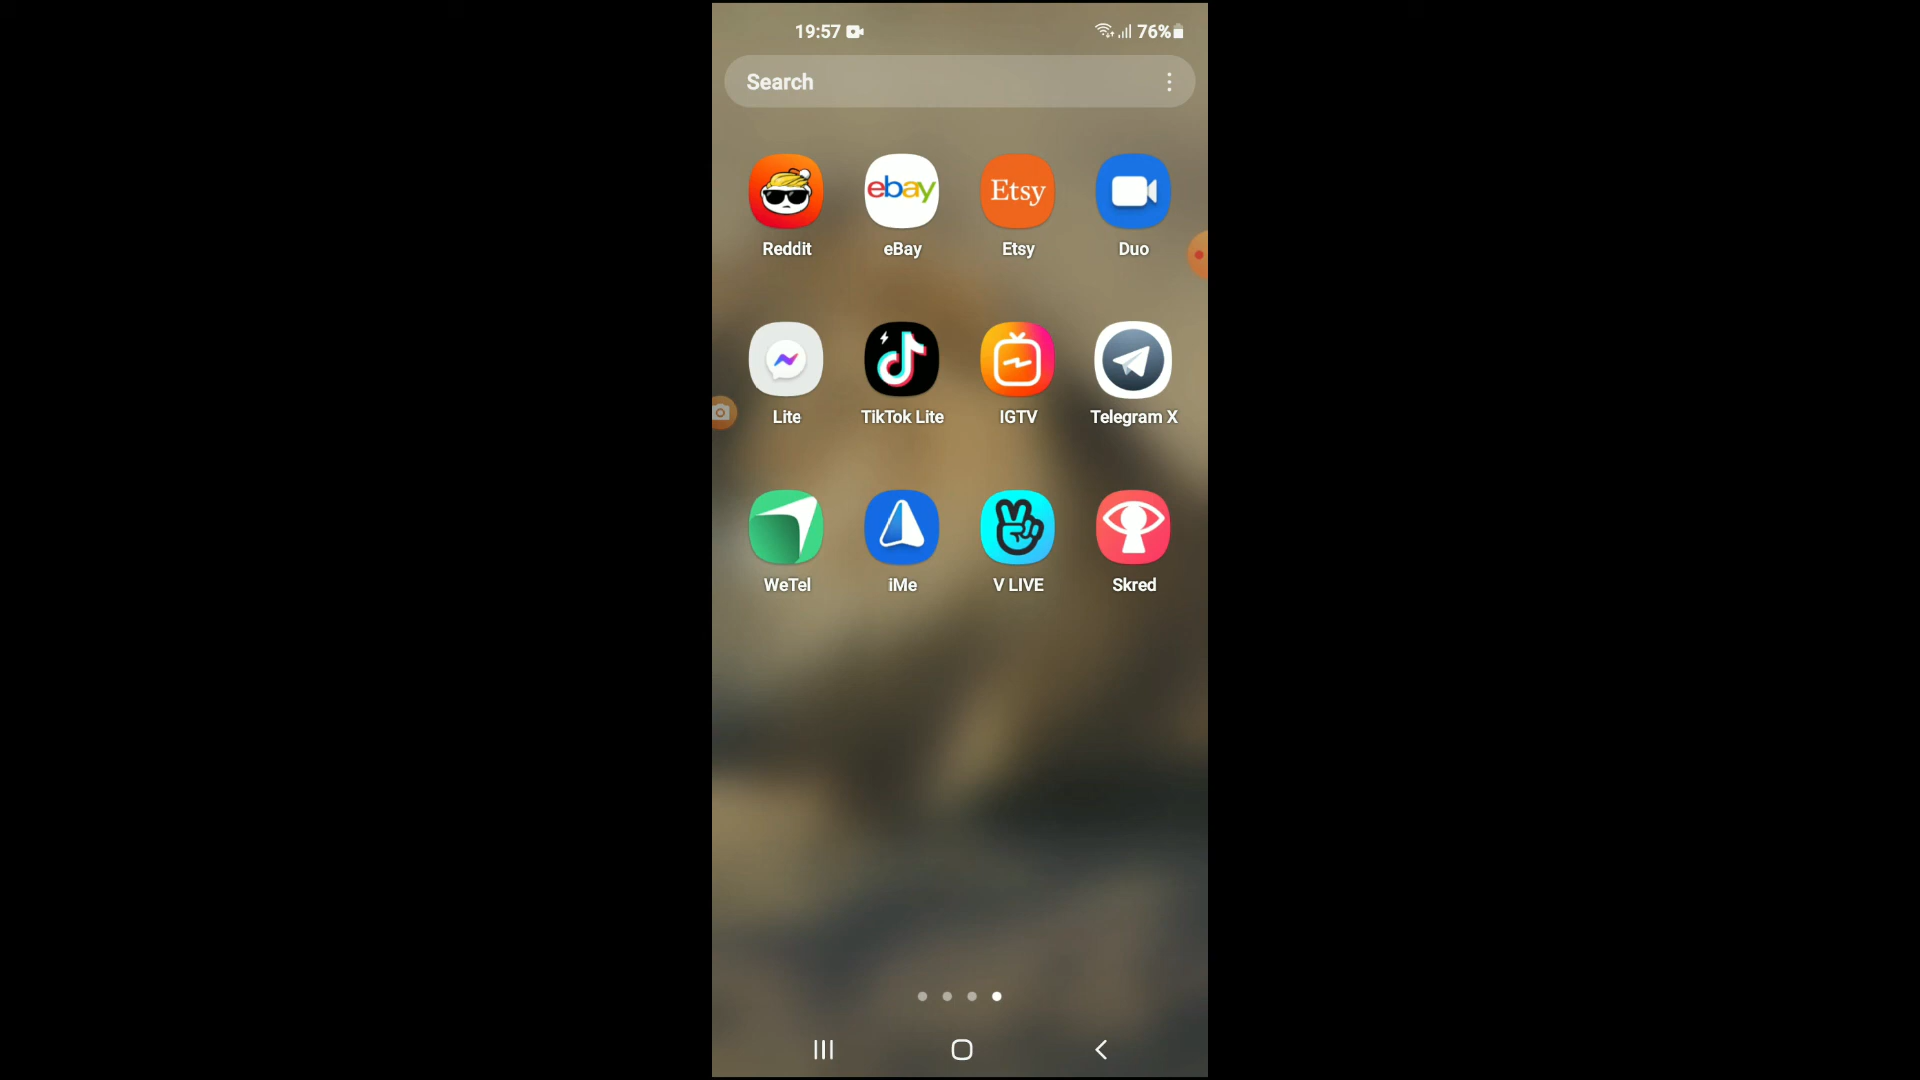 19:57 76%
Search
ebay Etsy
Reddit eBay Etsy Duo
Lite TikTok Lite IGTV Telegram X
WeTel iMe V LIVE Skred